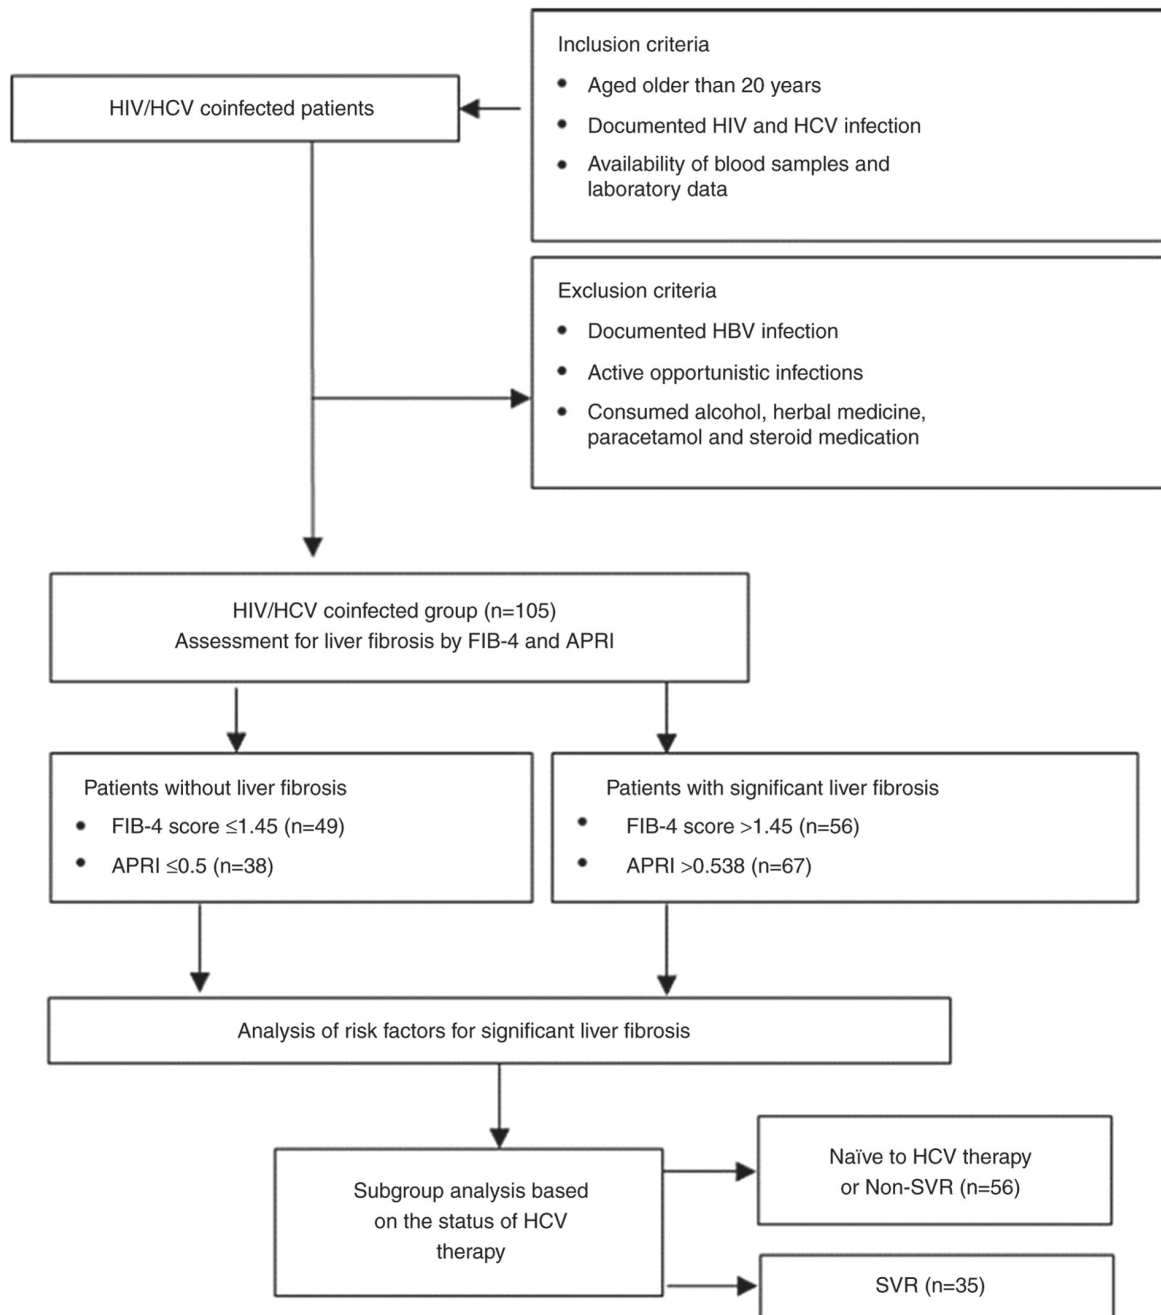 Inclusion criteria
• Aged older than 20 years
• Documented HIV and HCV infection
• Availability of blood samples and
laboratory data
HIV/HCV coinfected patients
Exclusion criteria
• Documented HBV infection
• Active opportunistic infections
• Consumed alcohol, herbal medicine,
paracetamol and steroid medication
HIV/HCV coinfected group (n=105)
Assessment for liver fibrosis by FIB-4 and APRI
Patients without liver fibrosis
• FIB-4 score ≤1.45 (n=49)
• APRI ≤0.5 (n=38)
Patients with significant liver fibrosis
• FIB-4 score >1.45 (n=56)
• APRI >0.538 (n=67)
Analysis of risk factors for significant liver fibrosis
Subgroup analysis based
on the status of HCV
therapy
Naïve to HCV therapy
or Non-SVR (n=56)
SVR (n=35)